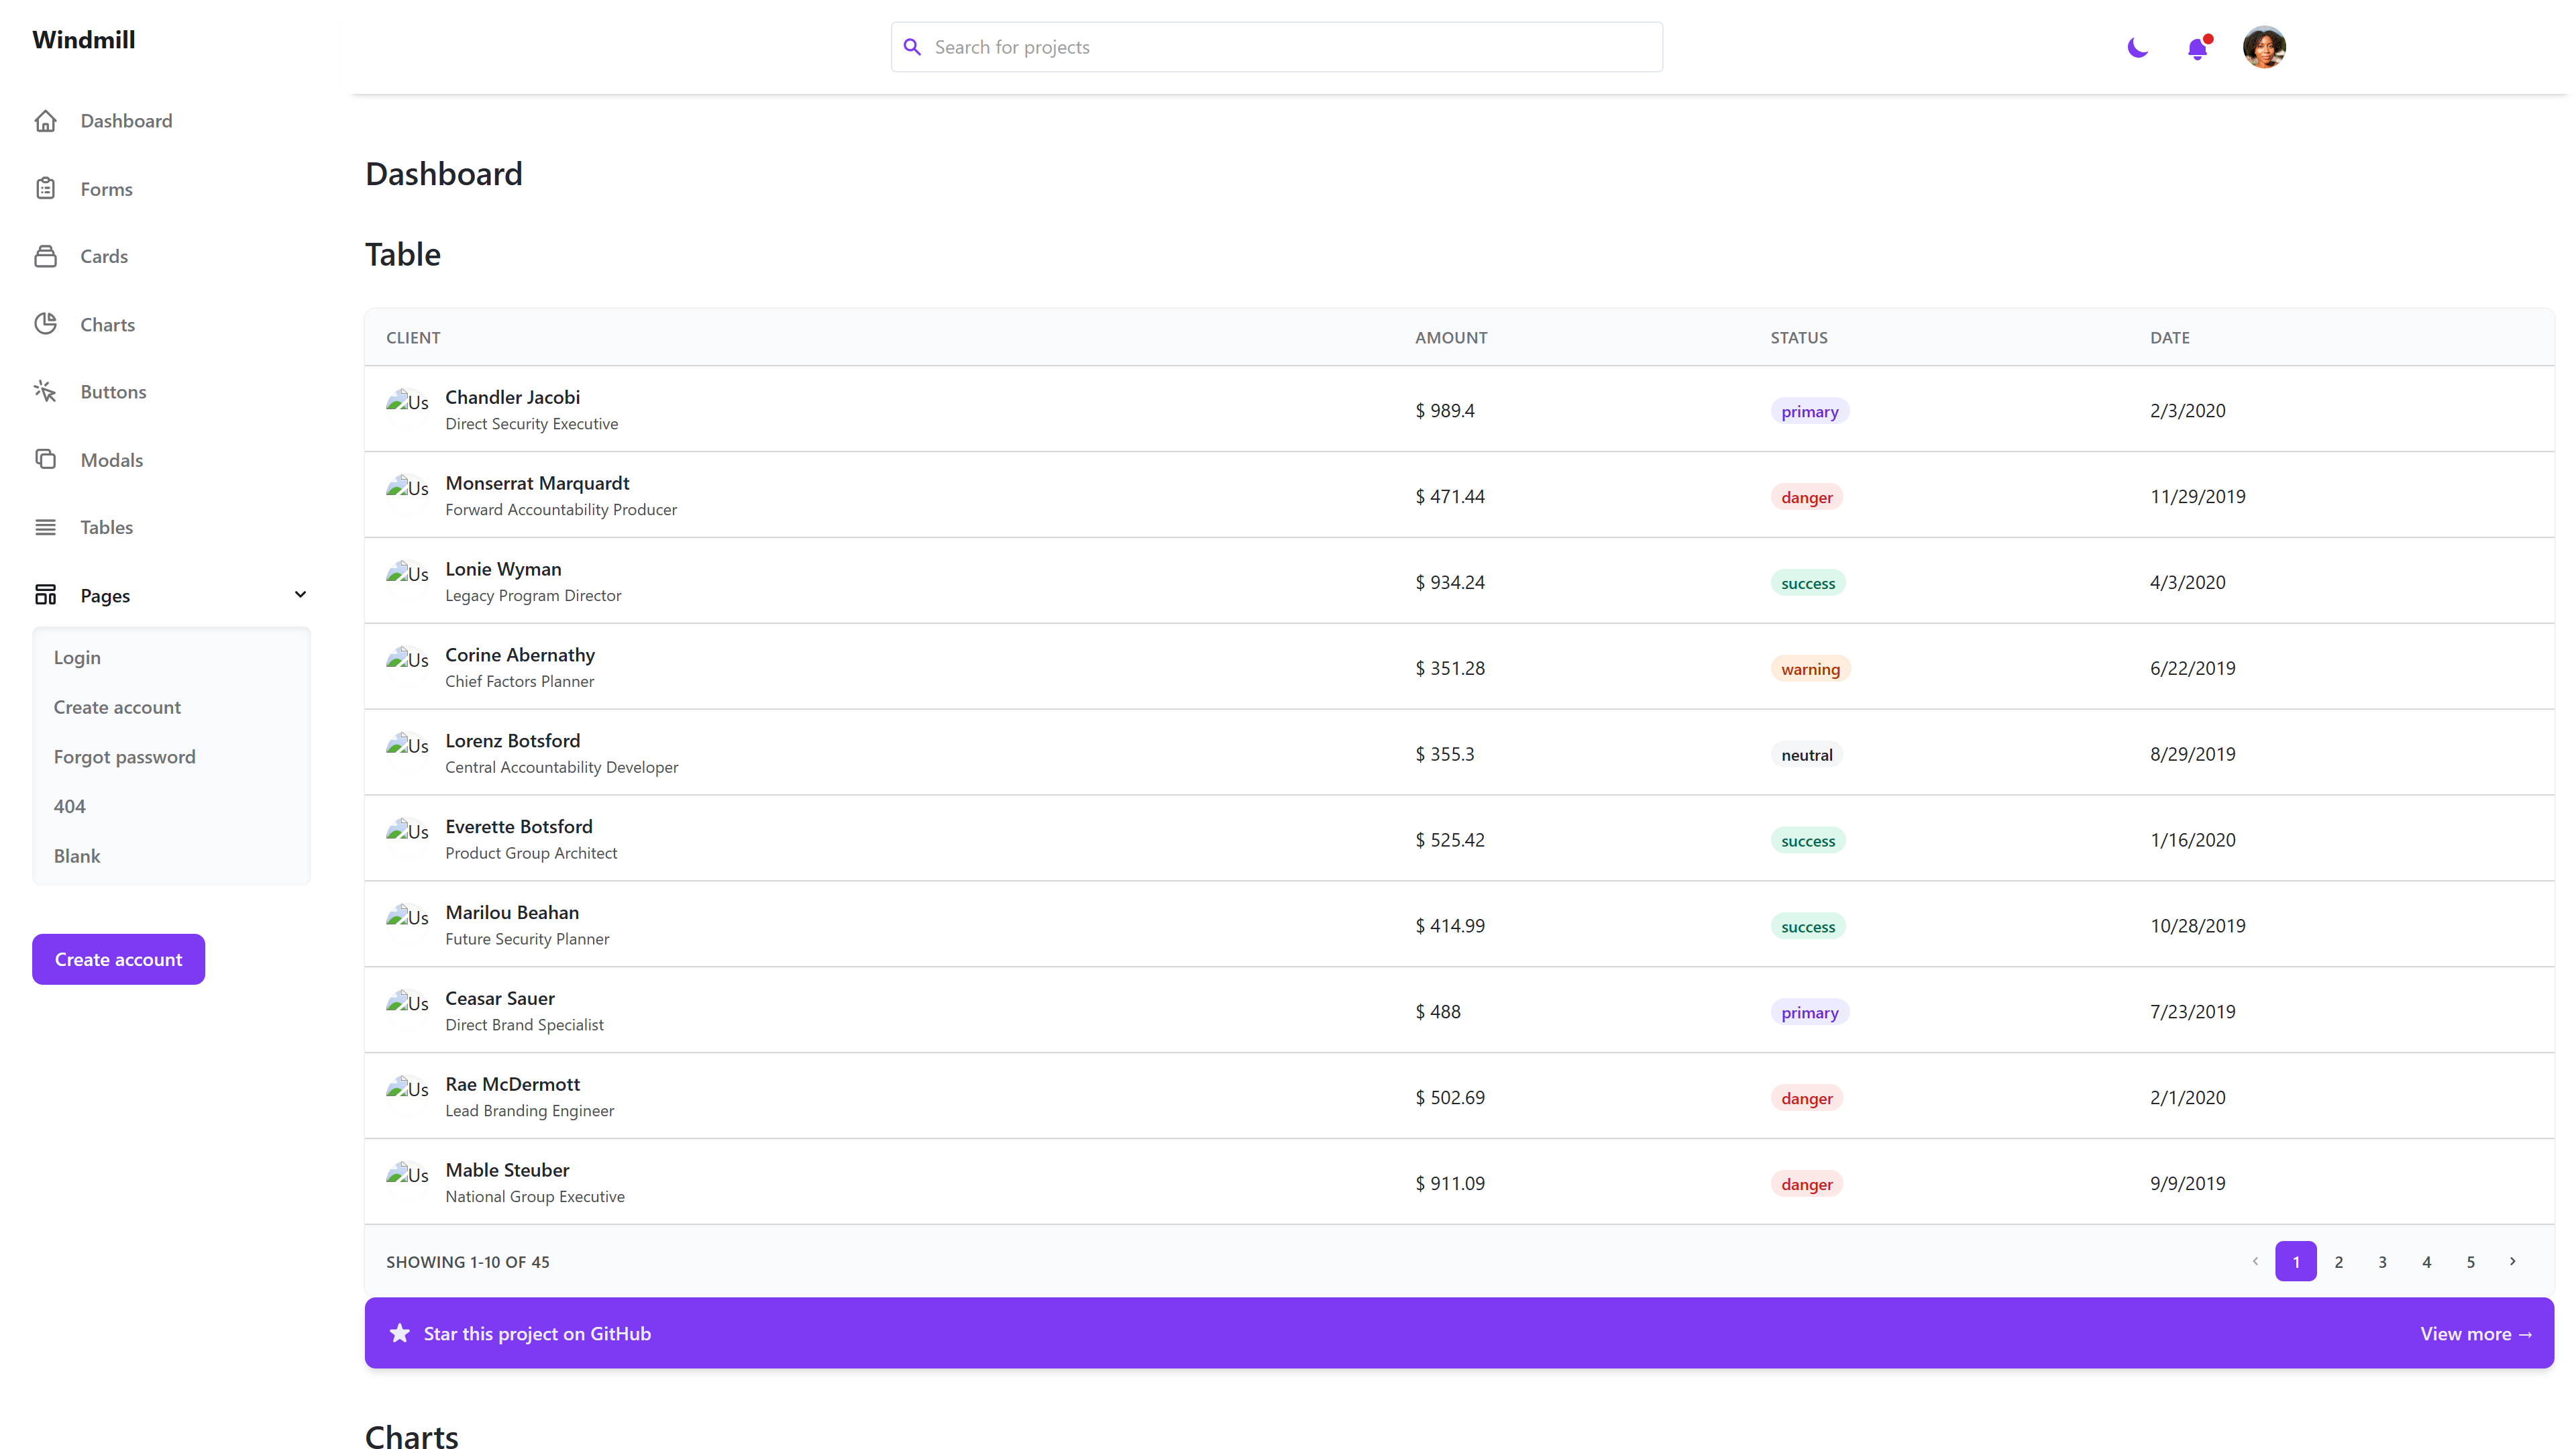 Windmill
Search for projects
Dashboard
Forms
Cards
Charts
Buttons
Modals
Tables
Pages
Login
Create account
Forgot password
404
Blank
Create account
Dashboard
Table
CLIENT AMOUNT STATUS DATE
Us Chandler Jacobi
Direct Security Executive
$ 989.4 primary 2/3/2020
Us Monserrat Marquardt
Forward Accountability Producer
$ 471.44 danger 11/29/2019
Us Lonie Wyman
Legacy Program Director
$ 934.24 success 4/3/2020
Us Corine Abernathy
Chief Factors Planner
$ 351.28 warning 6/22/2019
Us Lorenz Botsford
Central Accountability Developer
$ 355.3 neutral 8/29/2019
Us Everette Botsford
Product Group Architect
$ 525.42 success 1/16/2020
Us Marilou Beahan
Future Security Planner
$ 414.99 success 10/28/2019
Us Ceasar Sauer
Direct Brand Specialist
$ 488 primary 7/23/2019
Us Rae McDermott
Lead Branding Engineer
$ 502.69 danger 2/1/2020
Us Mable Steuber
National Group Executive
$ 911.09 danger 9/9/2019
SHOWING 1-10 OF 45
1 2 3 4 5
Star this project on GitHub
View more →
Charts